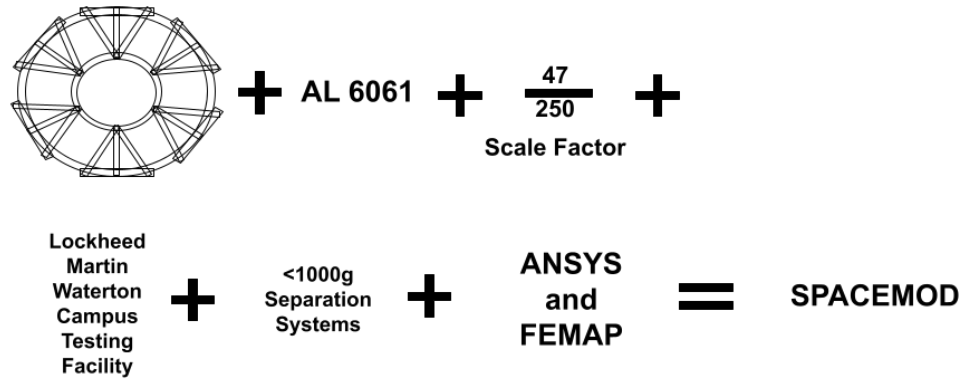 + AL 6061 + 47/250 +
Scale Factor
Lockheed
Martin
Waterton
Campus
Testing
Facility
+
<1000g
Separation
Systems
+
ANSYS
and
FEMAP
=
SPACEMOD